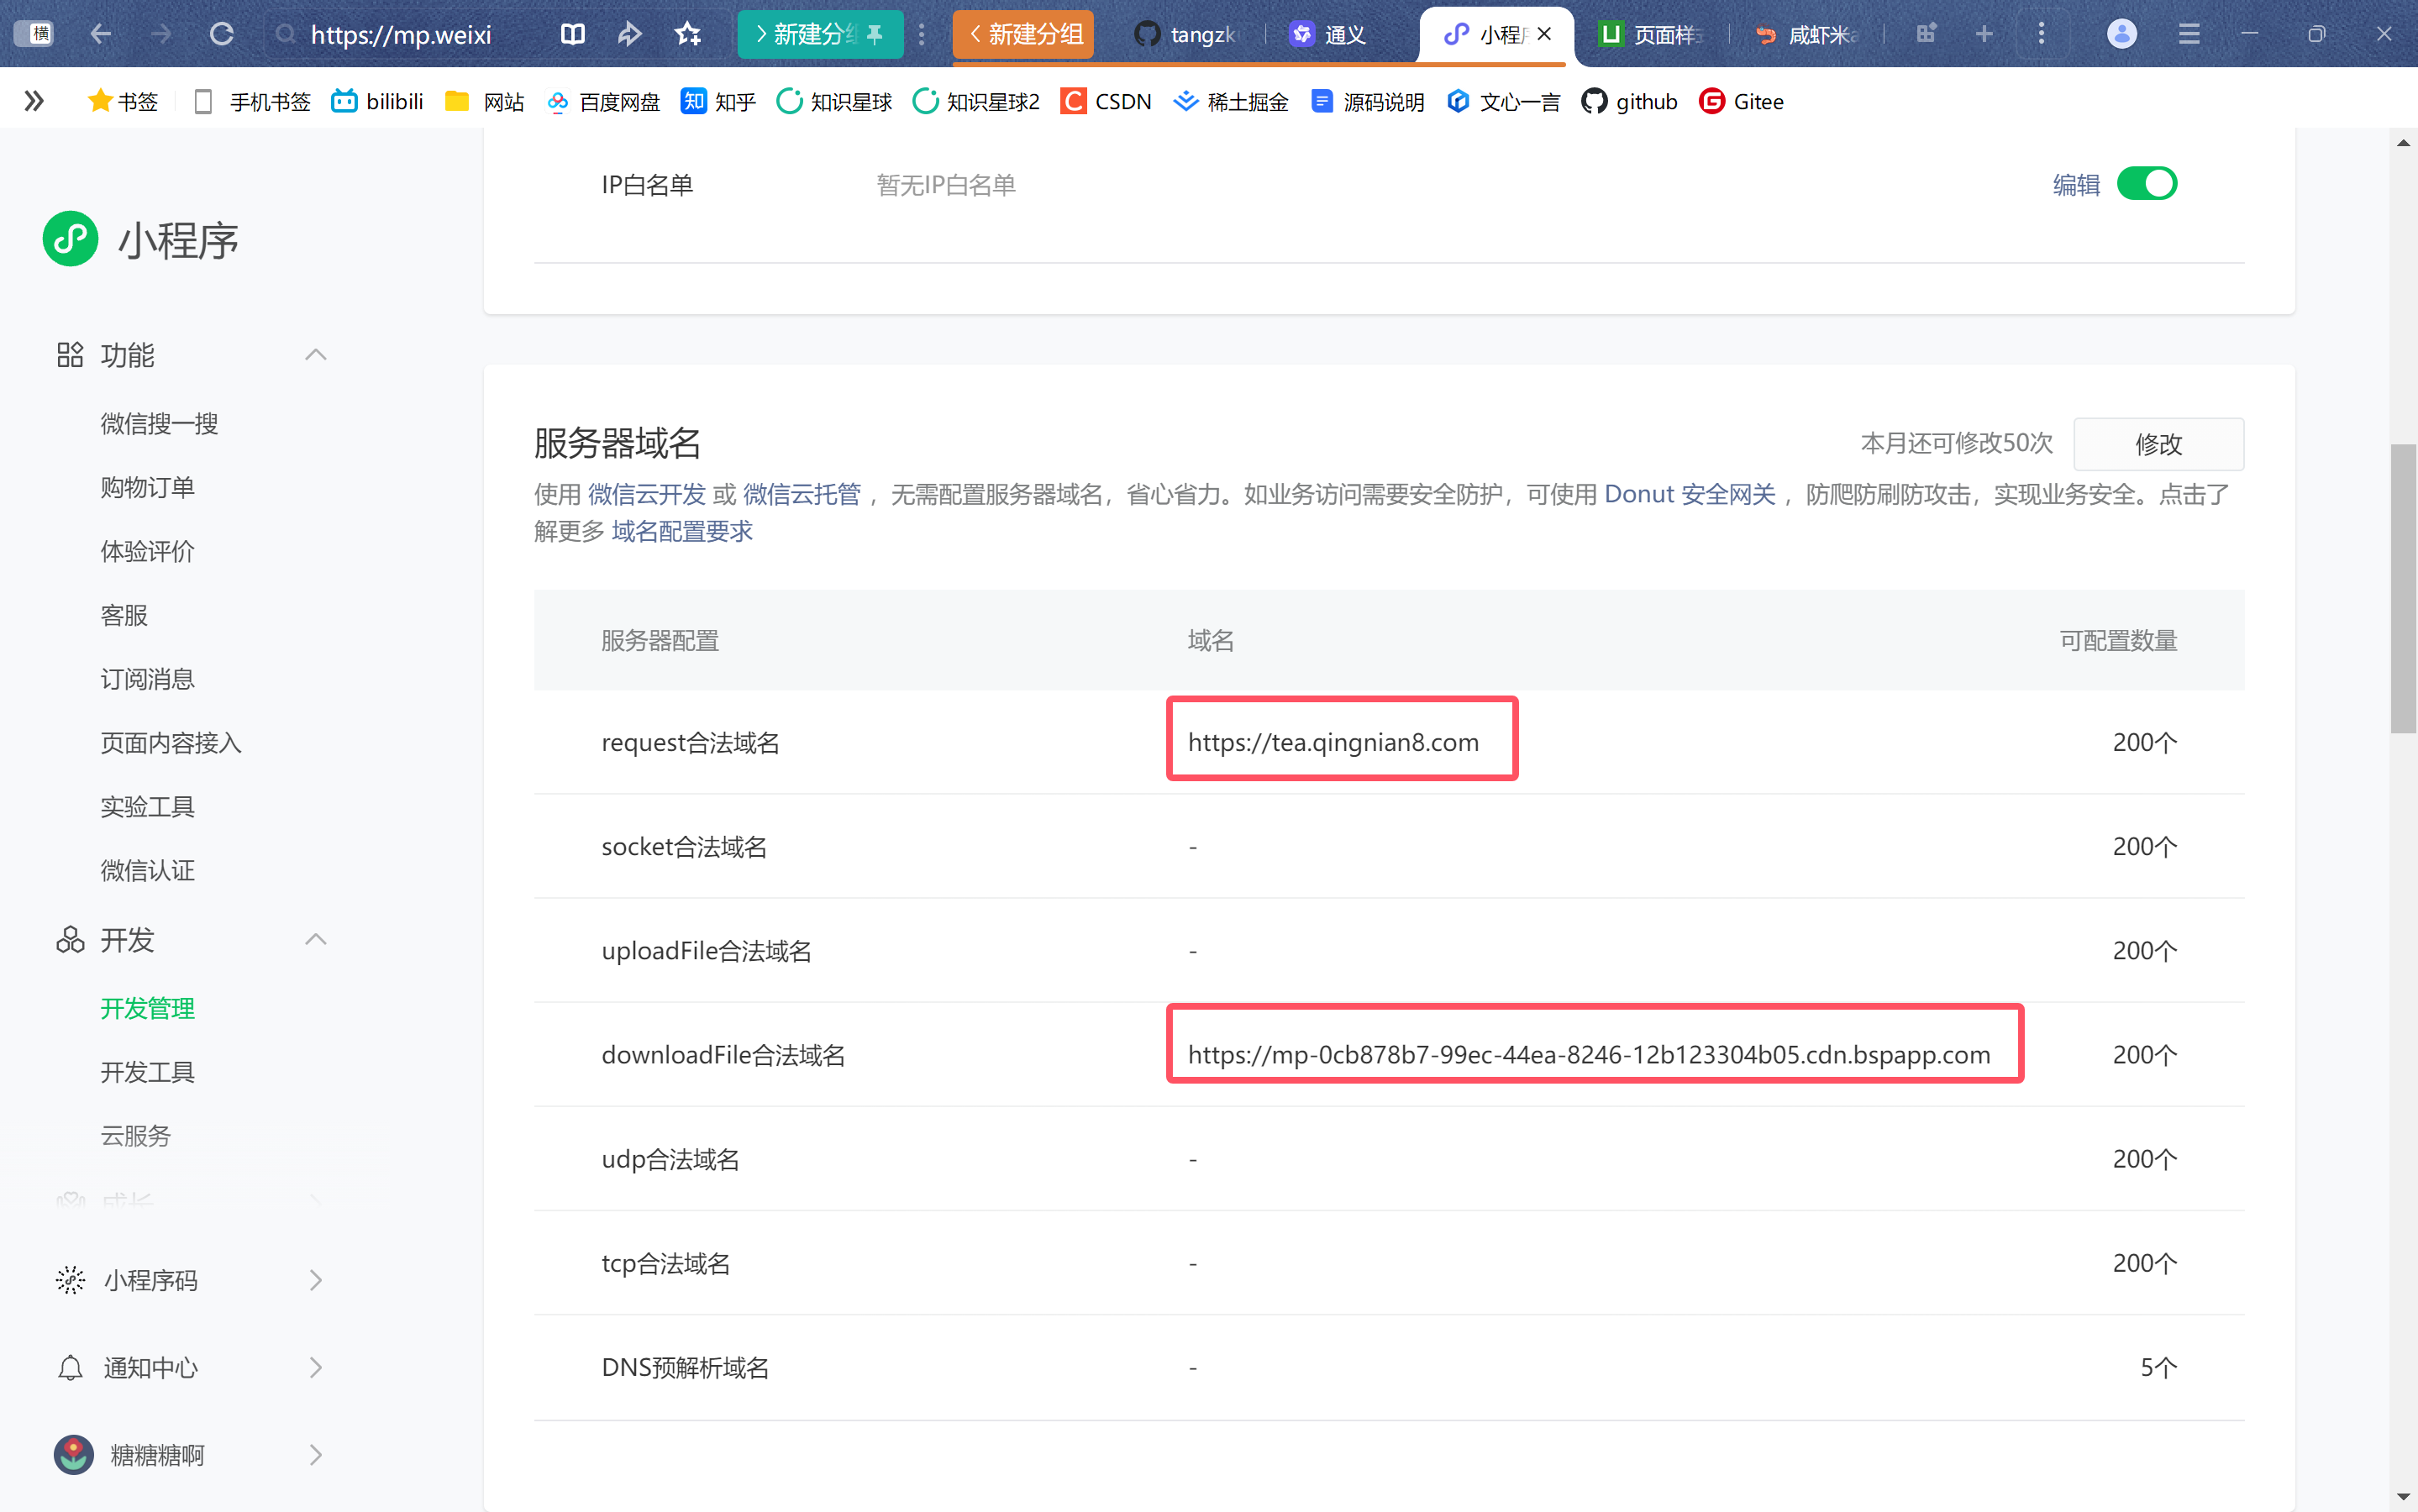 横
https://mp.weixi
新建分
新建分组
tangzk
通义
小程
页面样
咸虾米
书签
手机书签
bilibili
网站
百度网盘
知 知乎
知识星球
知识星球2
CSDN
稀土掘金
源码说明
文心一言
github
Gitee
小程序
功能
微信搜一搜
购物订单
体验评价
客服
订阅消息
页面内容接入
实验工具
微信认证
开发
开发管理
开发工具
云服务
成长
小程序码
通知中心
糖糖糖啊
IP白名单
暂无IP白名单
编辑
服务器域名
本月还可修改50次
修改
使用 微信云开发 或 微信云托管 ，无需配置服务器域名，省心省力。如业务访问需要安全防护，可使用 Donut 安全网关 ，防爬防刷防攻击，实现业务安全。点击了
解更多 域名配置要求
服务器配置 域名 可配置数量
request合法域名 https://tea.qingnian8.com 200个
socket合法域名 - 200个
uploadFile合法域名 - 200个
downloadFile合法域名 https://mp-0cb878b7-99ec-44ea-8246-12b123304b05.cdn.bspapp.com 200个
udp合法域名 - 200个
tcp合法域名 - 200个
DNS预解析域名 - 5个